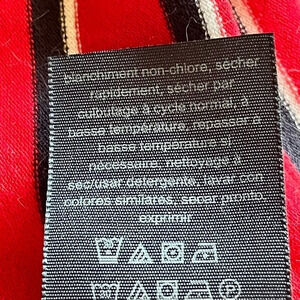 blanchiment non-chlore, sécher
rapidement, sécher par
culbutage à cycle normal, à
basse température, repasser à
basse température si
nécessaire, nettoyage à
sec/usar detergente, lavar con
colores similares, secar pronto,
exprimir